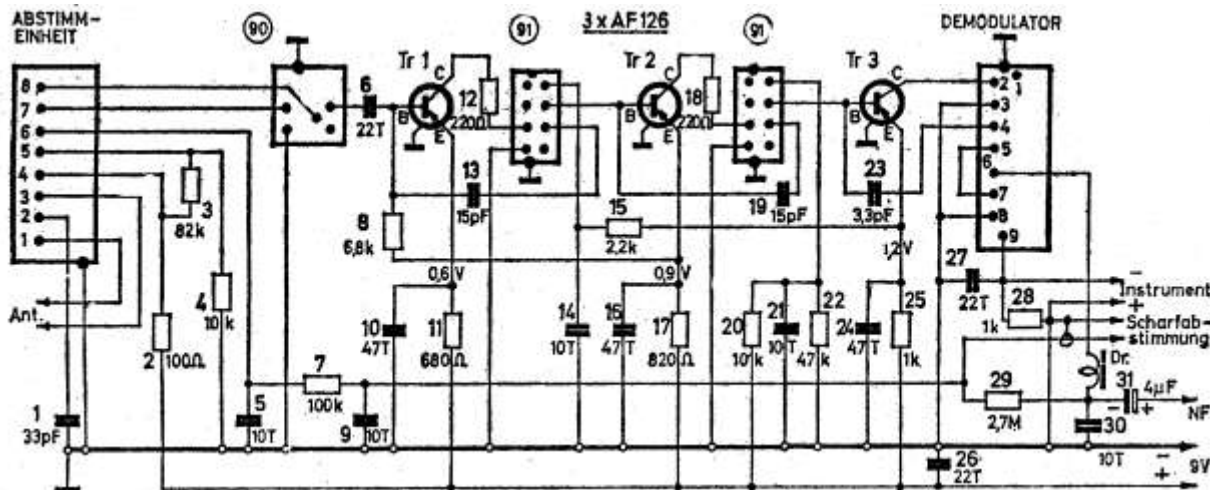 ABSTIMM-
EINHEIT
90
91
3 x AF 126
91
DEMODULATOR
Tr 1
Tr 2
Tr 3
C
B
E
C
B
E
C
E
8
7
6
5
4
3
2
1
2
1
3
4
5
6
7
8
9
6
22T
12
220Ω
18
220Ω
13
15pF
19
15pF
23
3,3pF
3
82k
8
6,8k
15
2,2k
0,6 V
0,9 V
1,2V
27
22T
28
1k
-
Instrument
+
Scharfab-
stimmung
Ant.
4
10k
2
100Ω
10
47T
11
680Ω
14
10T
16
47T
17
820Ω
20
10k
21
10T
22
47k
24
47T
25
1k
7
100k
Dr.
29
2,7M
31
4µF
- +
NF
1
33pF
5
10T
9
10T
30
10T
26
22T
-
+
9V